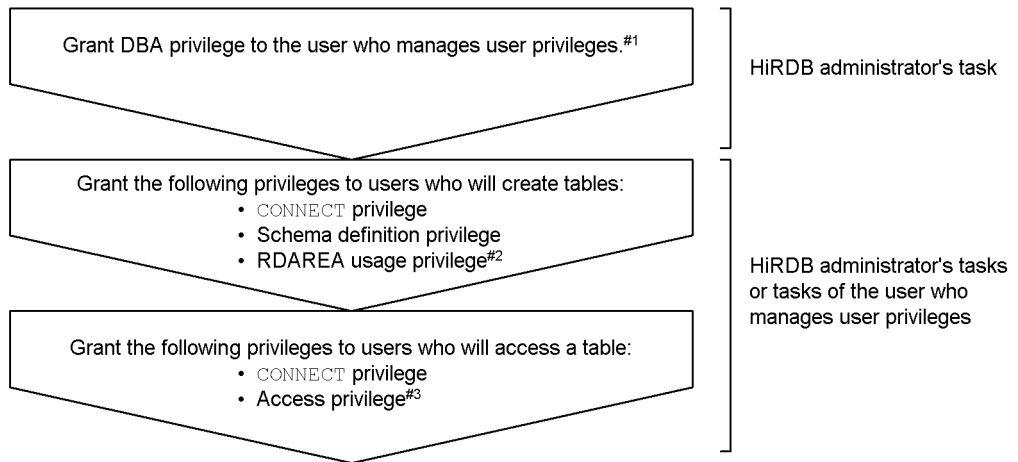 Grant DBA privilege to the user who manages user privileges.#1
HiRDB administrator's task
Grant the following privileges to users who will create tables:
• CONNECT privilege
• Schema definition privilege
• RDAREA usage privilege#2
HiRDB administrator's tasks
or tasks of the user who
manages user privileges
Grant the following privileges to users who will access a table:
• CONNECT privilege
• Access privilege#3